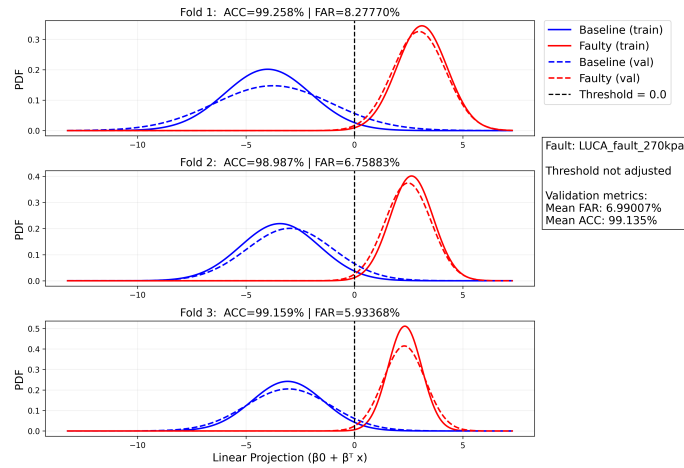 Fold 1:  ACC=99.258% | FAR=8.27770%
PDF
0.3
0.2
0.1
0.0
−10
−5
0
5
Baseline (train)
Faulty (train)
Baseline (val)
Faulty (val)
Threshold = 0.0
Fault: LUCA_fault_270kpa
Threshold not adjusted
Validation metrics:
Mean FAR: 6.99007%
Mean ACC: 99.135%
Fold 2:  ACC=98.987% | FAR=6.75883%
PDF
0.4
0.3
0.2
0.1
0.0
−10
−5
0
5
Fold 3:  ACC=99.159% | FAR=5.93368%
PDF
0.5
0.4
0.3
0.2
0.1
0.0
−10
−5
0
5
Linear Projection (β0 + βᵀ x)